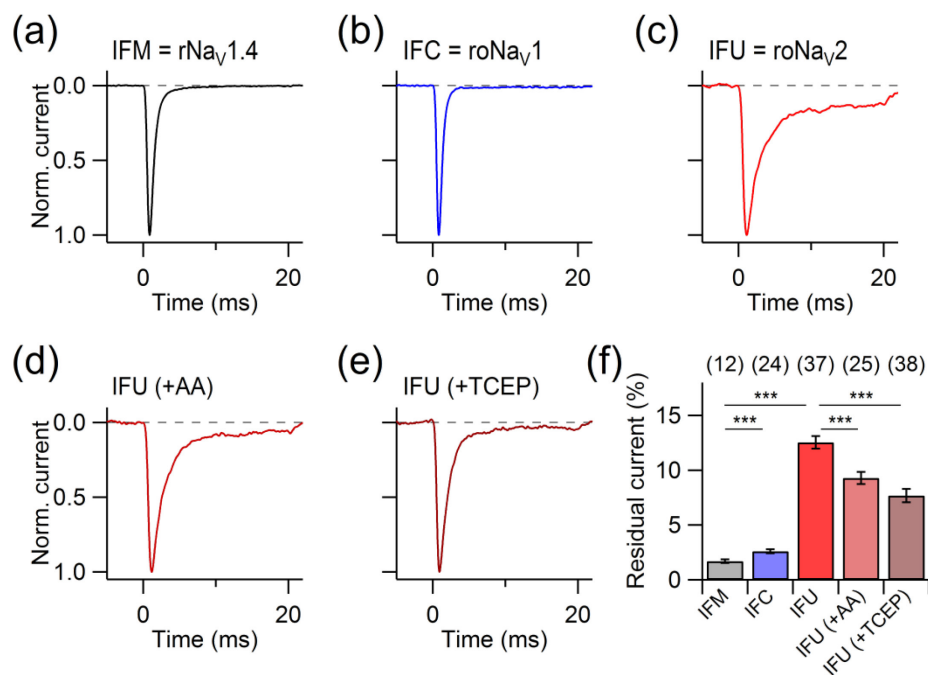 (a)
IFM = rNaV1.4
Norm. current
0.0
0.5
1.0
0
20
Time (ms)
(b)
IFC = roNaV1
0
20
Time (ms)
(c)
IFU = roNaV2
0
20
Time (ms)
(d)
IFU (+AA)
Norm. current
0.0
0.5
1.0
0
20
Time (ms)
(e)
IFU (+TCEP)
0
20
Time (ms)
(f)
(12) (24) (37) (25) (38)
Residual current (%)
15
10
5
0
*** ***
*** ***
IFM
IFC
IFU
IFU (+AA)
IFU (+TCEP)